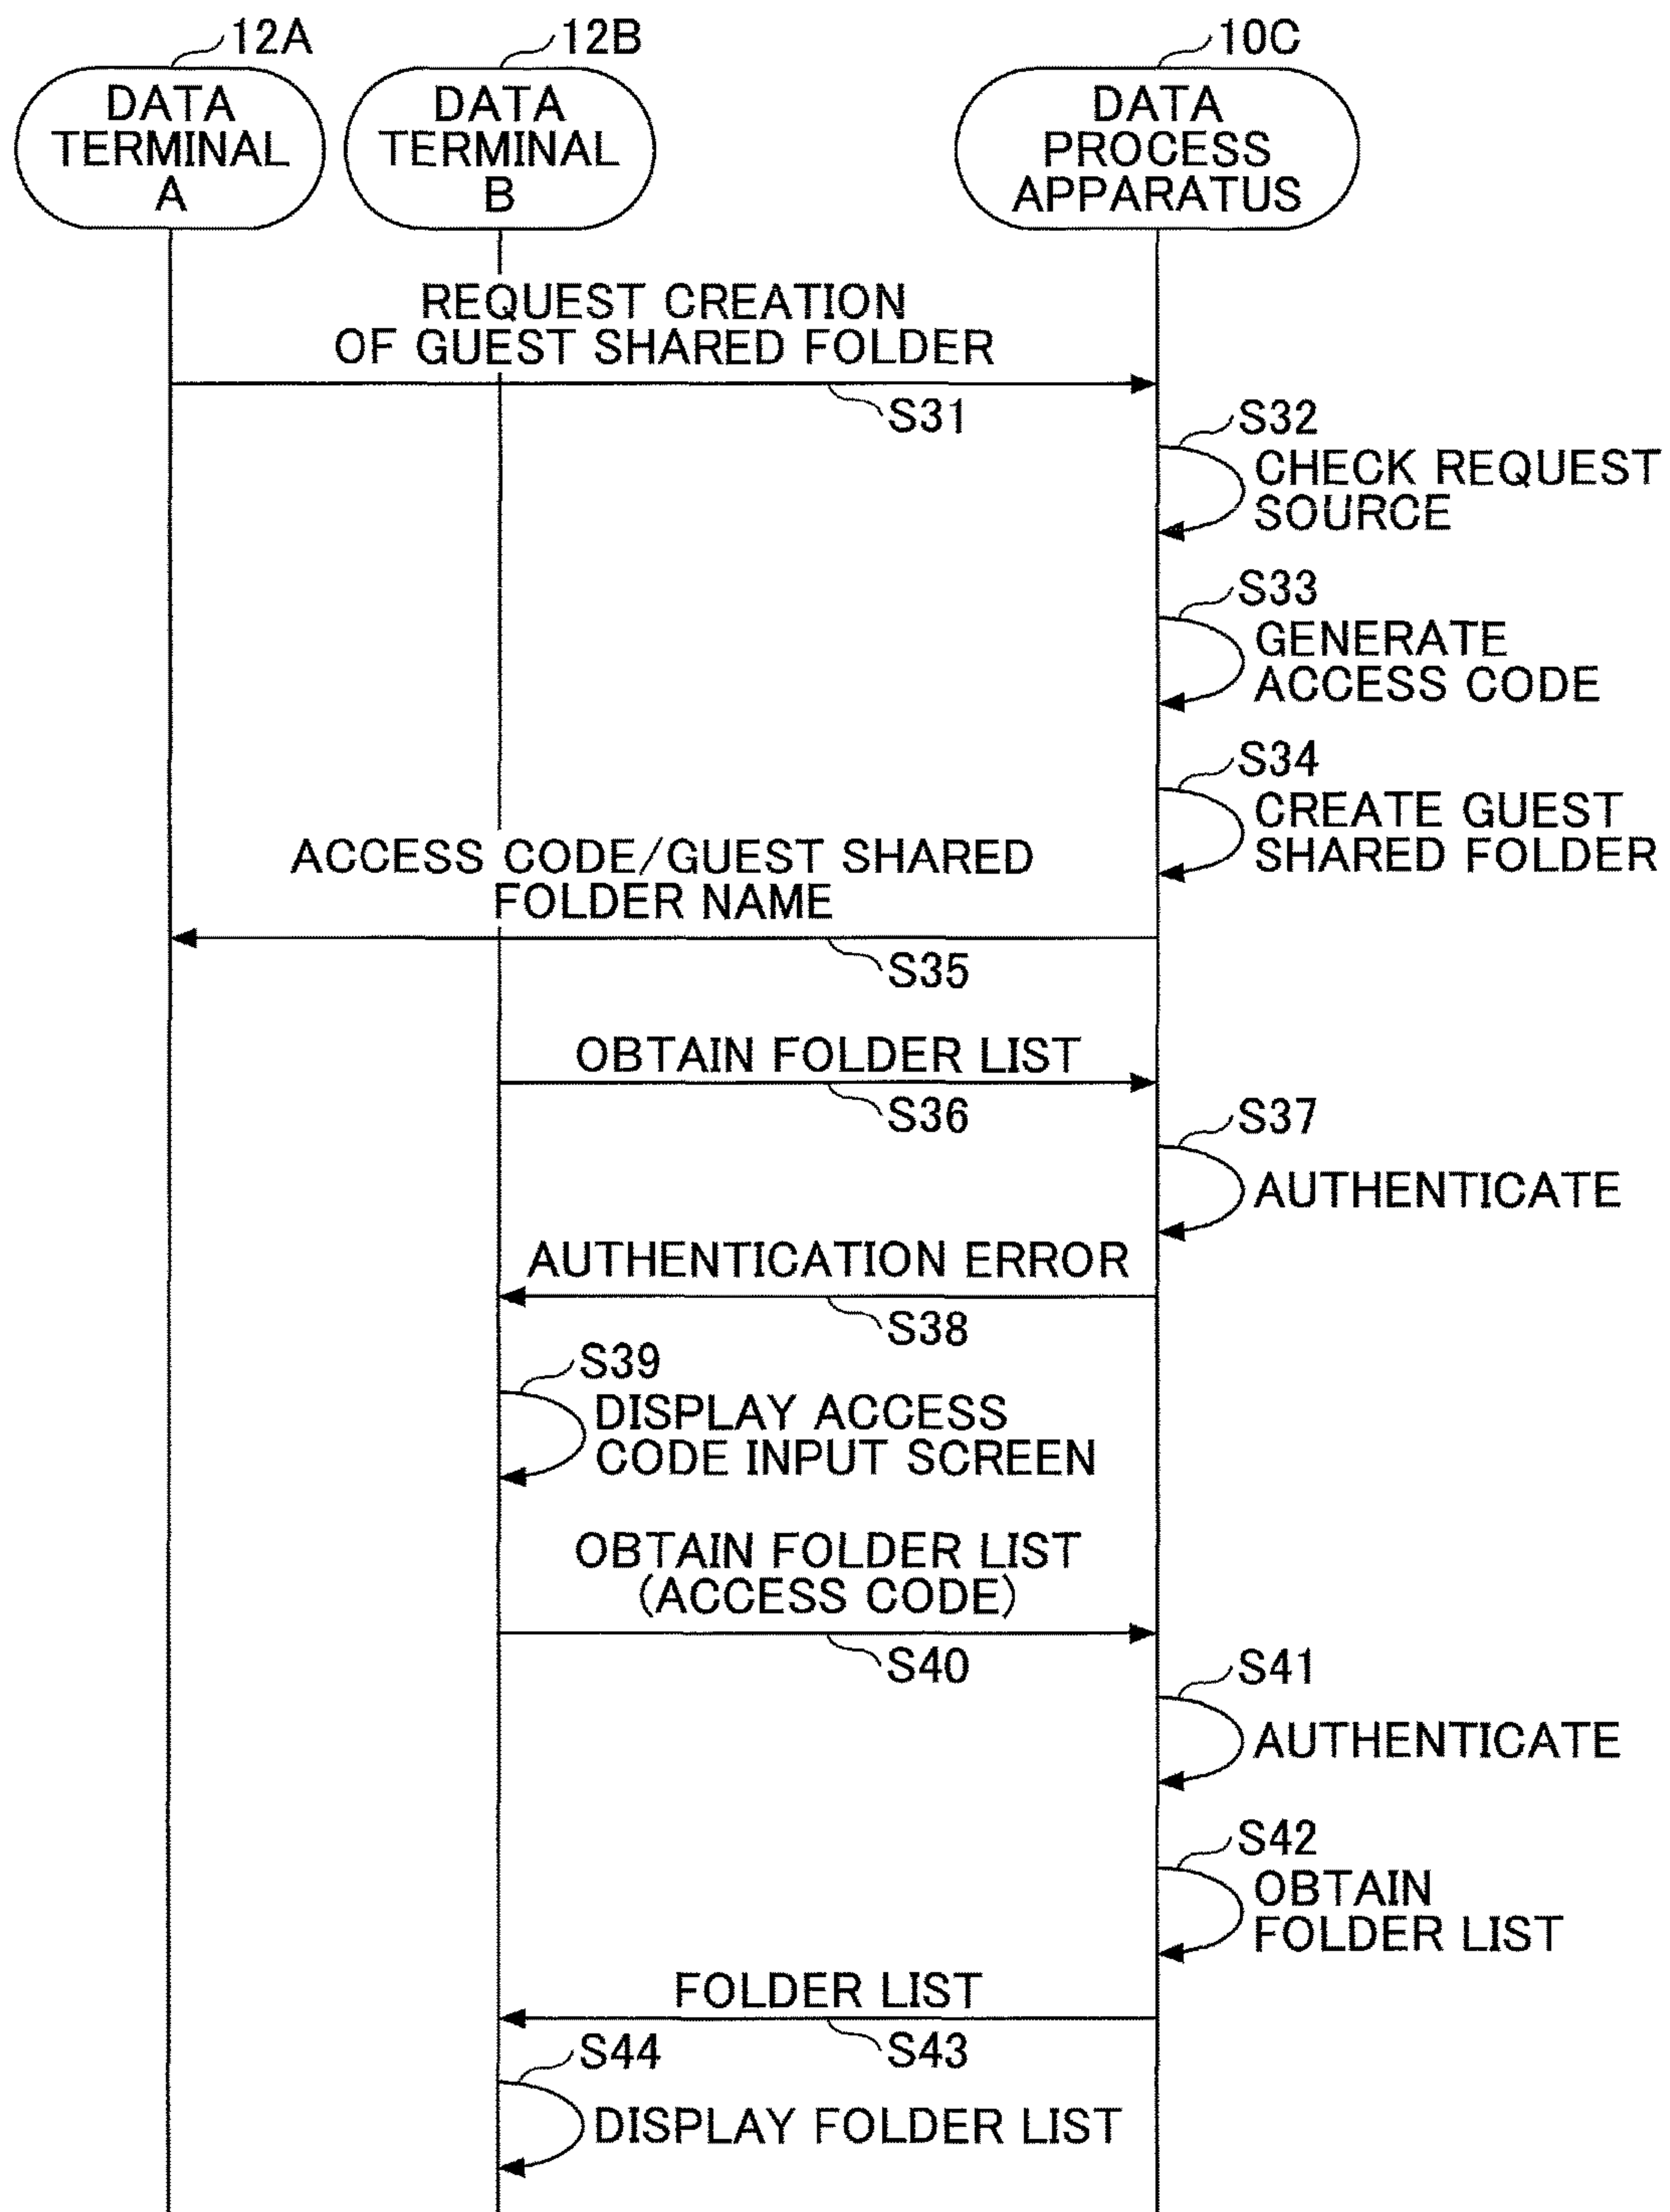 12A
12B
10C
DATA
TERMINAL
A
DATA
TERMINAL
B
DATA
PROCESS
APPARATUS
REQUEST CREATION
OF GUEST SHARED FOLDER
S31
S32
CHECK REQUEST
SOURCE
S33
GENERATE
ACCESS CODE
S34
CREATE GUEST
SHARED FOLDER
ACCESS CODE/GUEST SHARED
FOLDER NAME
S35
OBTAIN FOLDER LIST
S36
S37
AUTHENTICATE
AUTHENTICATION ERROR
S38
S39
DISPLAY ACCESS
CODE INPUT SCREEN
OBTAIN FOLDER LIST
(ACCESS CODE)
S40
S41
AUTHENTICATE
S42
OBTAIN
FOLDER LIST
FOLDER LIST
S43
S44
DISPLAY FOLDER LIST